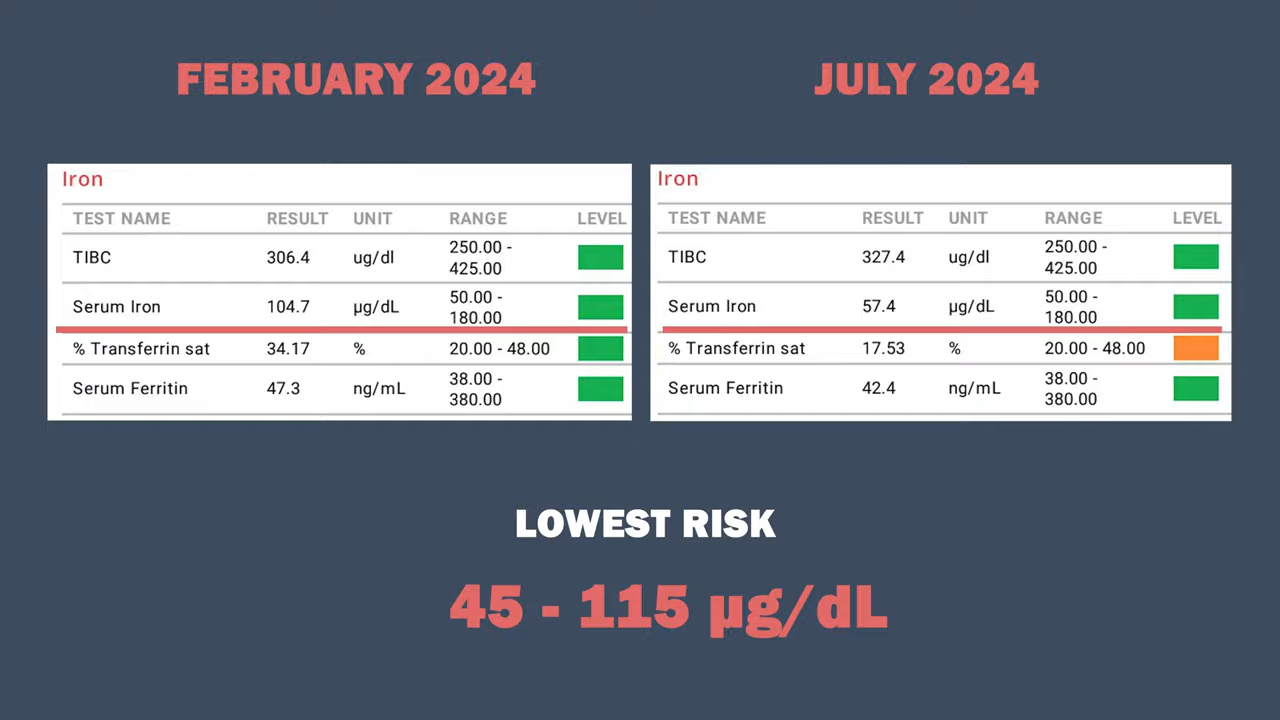 FEBRUARY 2024
JULY 2024
Iron
TEST NAME RESULT UNIT RANGE LEVEL
TIBC 306.4 ug/dl 250.00 -
425.00
Serum Iron 104.7 µg/dL 50.00 -
180.00
% Transferrin sat 34.17 % 20.00 - 48.00
Serum Ferritin 47.3 ng/mL 38.00 -
380.00
Iron
TEST NAME RESULT UNIT RANGE LEVEL
TIBC 327.4 ug/dl 250.00 -
425.00
Serum Iron 57.4 µg/dL 50.00 -
180.00
% Transferrin sat 17.53 % 20.00 - 48.00
Serum Ferritin 42.4 ng/mL 38.00 -
380.00
LOWEST RISK
45 - 115 µg/dL